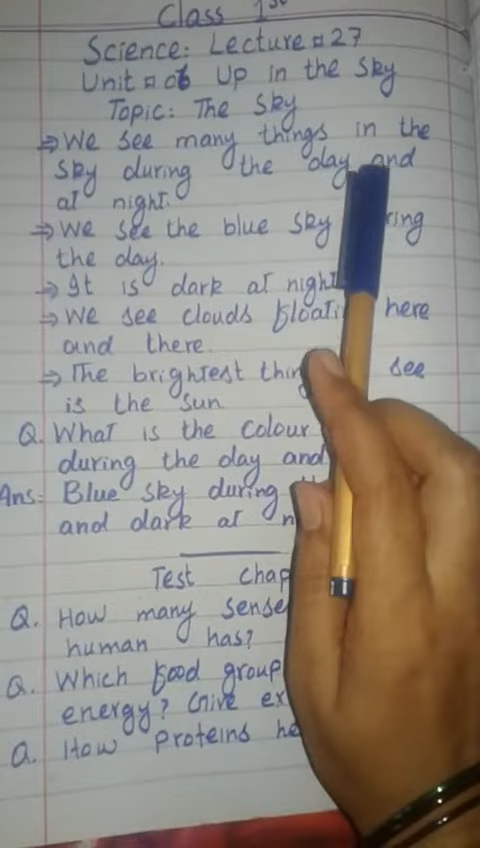 Class 1st
Science: Lecture # 27
Unit # 06 Up in the Sky
Topic: The Sky
⇒ We see many things in the
sky during the day and
at night.
⇒ We see the blue sky ring
the day.
⇒ It is dark at night
⇒ We see clouds floati here
and there.
⇒ The brightest thing see
is the sun
Q. What is the colour
during the day and
Ans: Blue sky during
and dark at n
Test Chap
Q. How many sense
human has?
Q. Which food group
energy? Give ex
Q. How proteins he